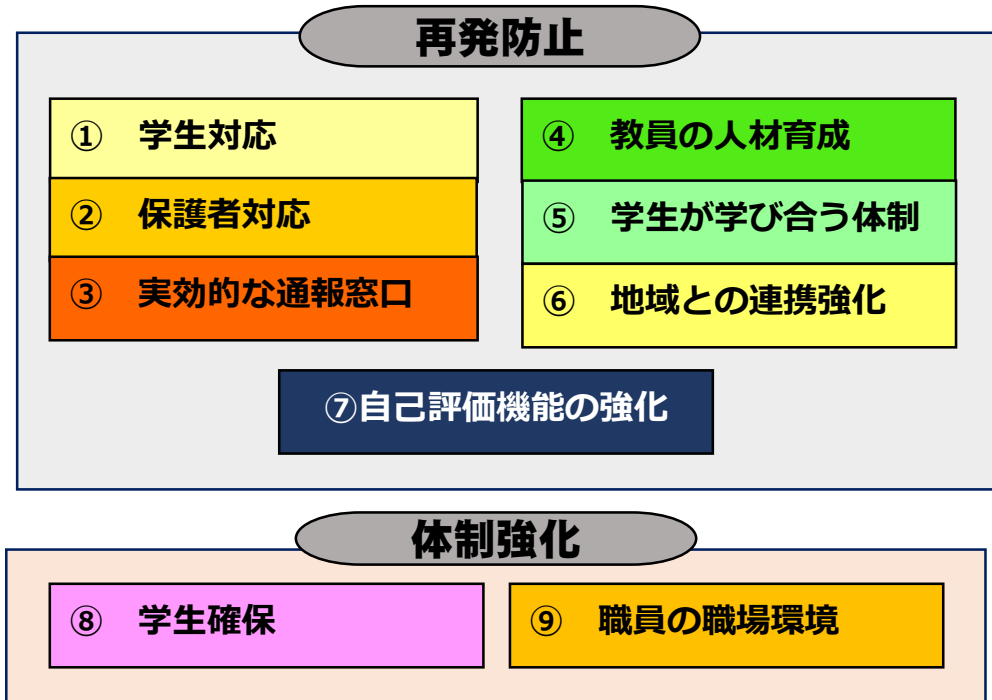 再発防止
① 学生対応
② 保護者対応
③ 実効的な通報窓口
④ 教員の人材育成
⑤ 学生が学び合う体制
⑥ 地域との連携強化
⑦自己評価機能の強化
体制強化
⑧ 学生確保
⑨ 職員の職場環境